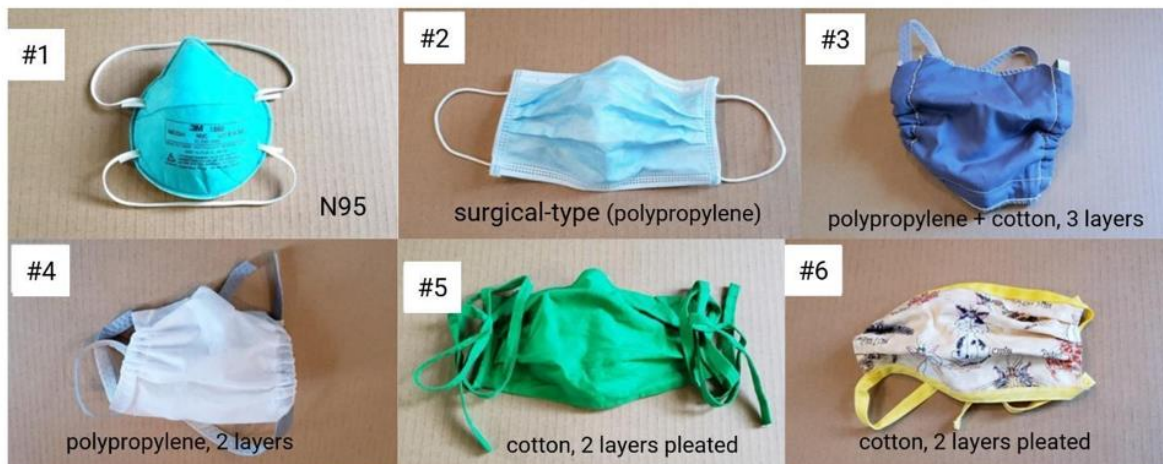 #1
3M 1860
N95
#2
surgical-type (polypropylene)
#3
polypropylene + cotton, 3 layers
#4
polypropylene, 2 layers
#5
cotton, 2 layers pleated
#6
cotton, 2 layers pleated